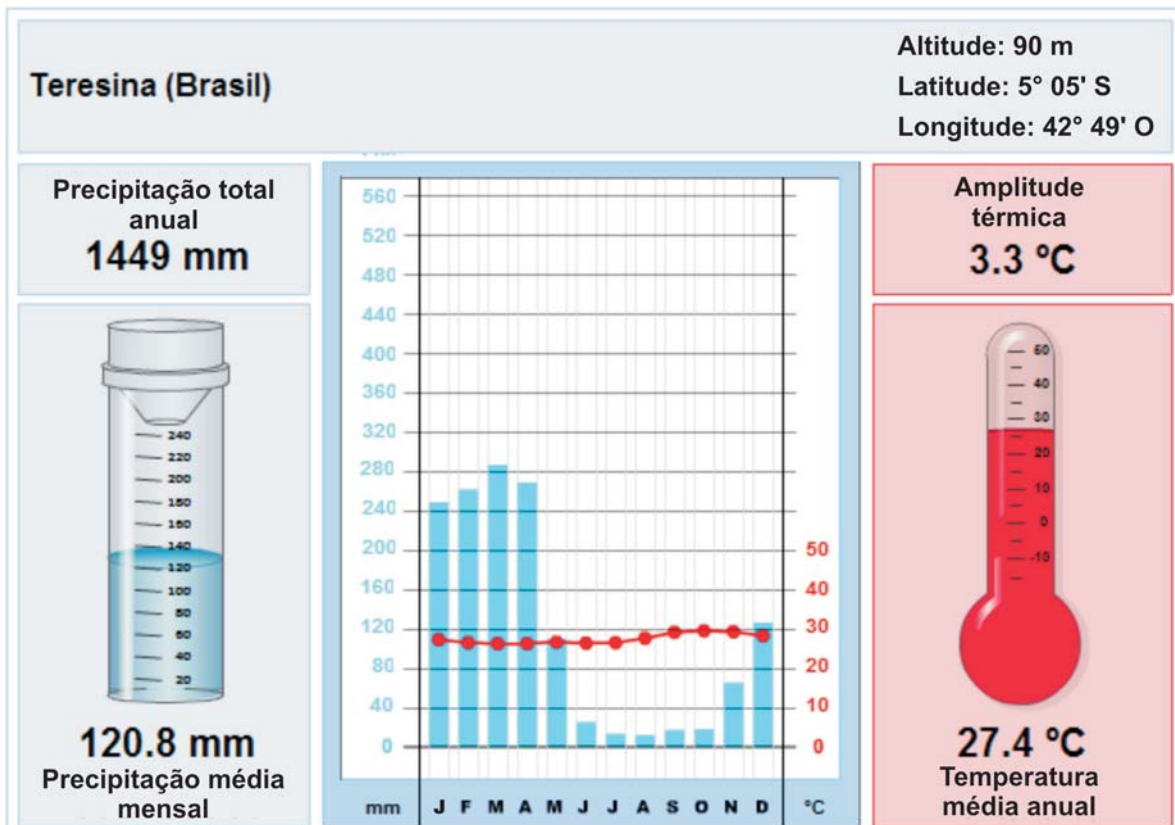 Teresina (Brasil)
Altitude: 90 m
Latitude: 5° 05' S
Longitude: 42° 49' O
Precipitação total
anual
1449 mm
240
220
200
180
160
140
120
100
80
60
40
20
120.8 mm
Precipitação média
mensal
560
520
480
440
400
360
320
280
240
200
160
120
80
40
0
50
40
30
20
10
0
mm J F M A M J J A S O N D °C
Amplitude
térmica
3.3 °C
50
40
30
20
10
0
-10
27.4 °C
Temperatura
média anual